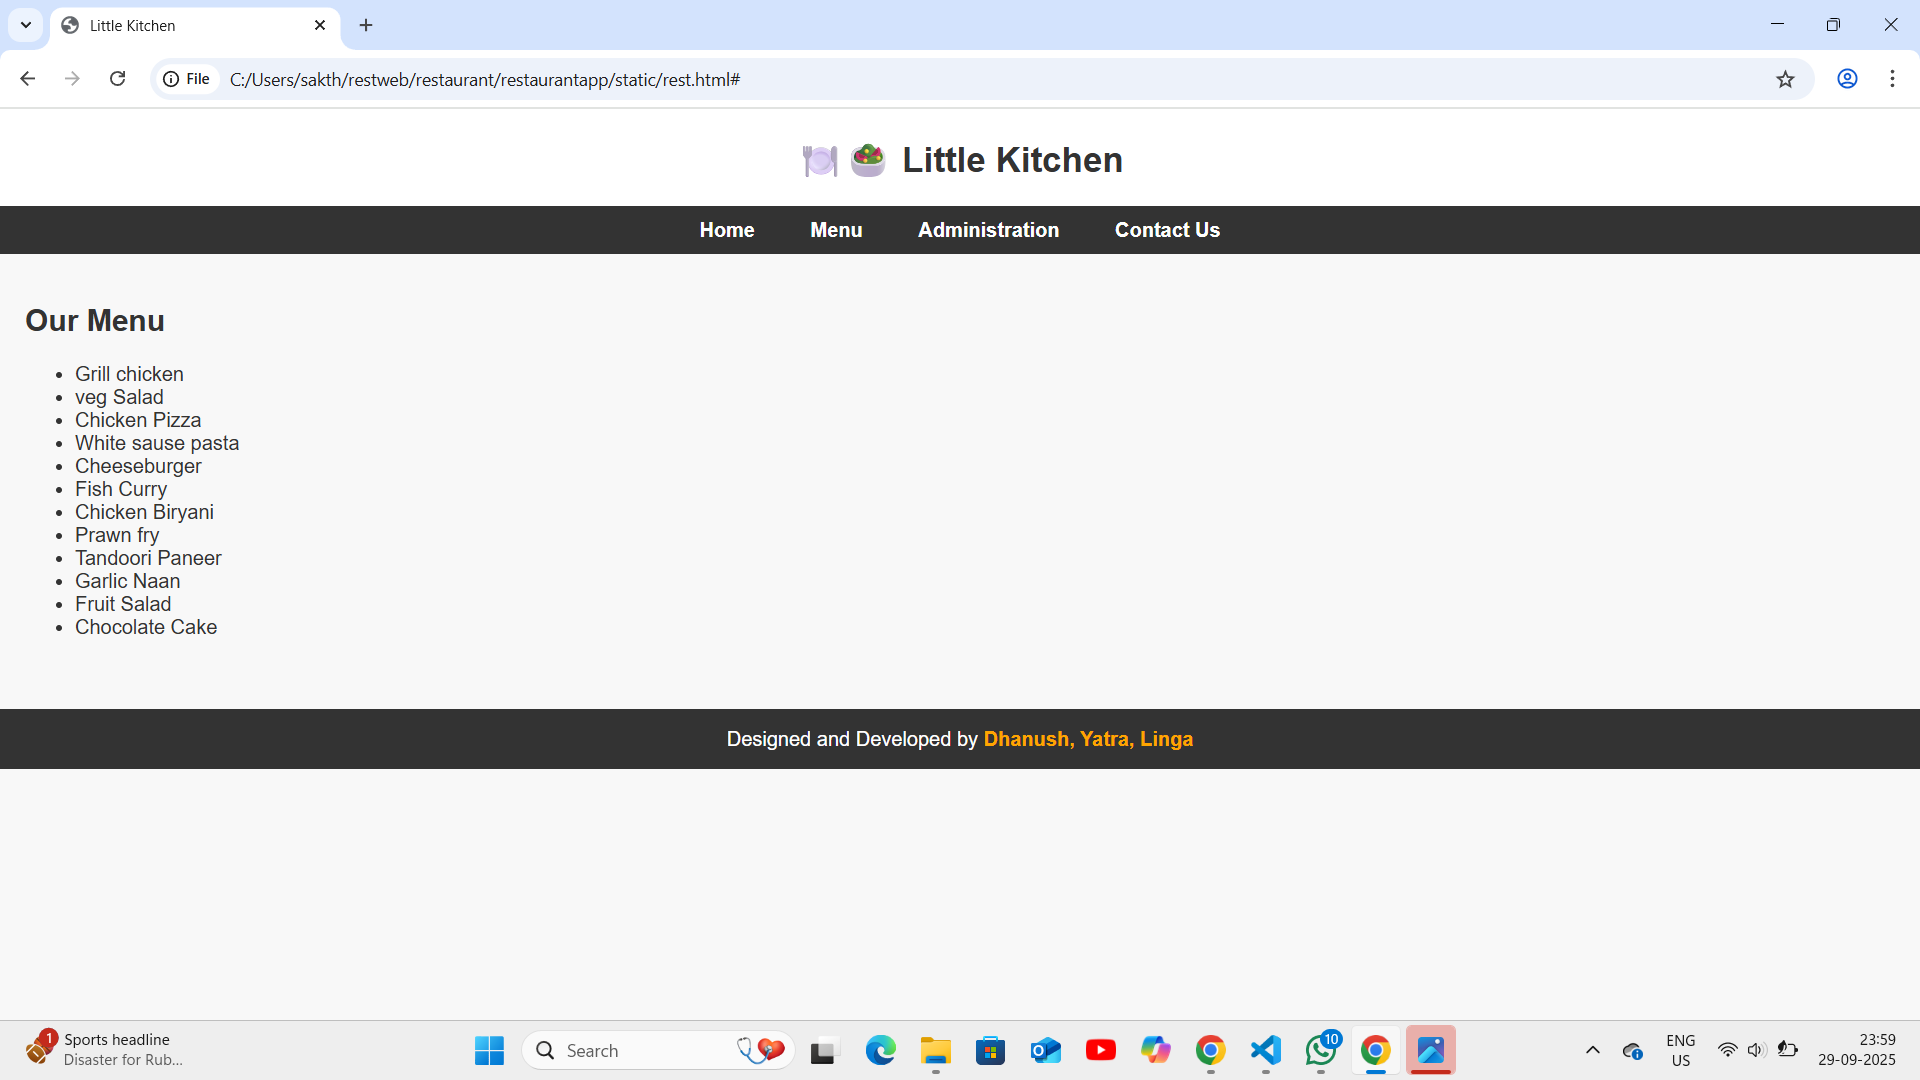 Little Kitchen
File
C:/Users/sakth/restweb/restaurant/restaurantapp/static/rest.html#
Little Kitchen
Home Menu Administration Contact Us
Our Menu
Grill chicken
veg Salad
Chicken Pizza
White sause pasta
Cheeseburger
Fish Curry
Chicken Biryani
Prawn fry
Tandoori Paneer
Garlic Naan
Fruit Salad
Chocolate Cake
Designed and Developed by Dhanush, Yatra, Linga
1
Sports headline
Disaster for Rub...
Search
10
ENG
US
23:59
29-09-2025